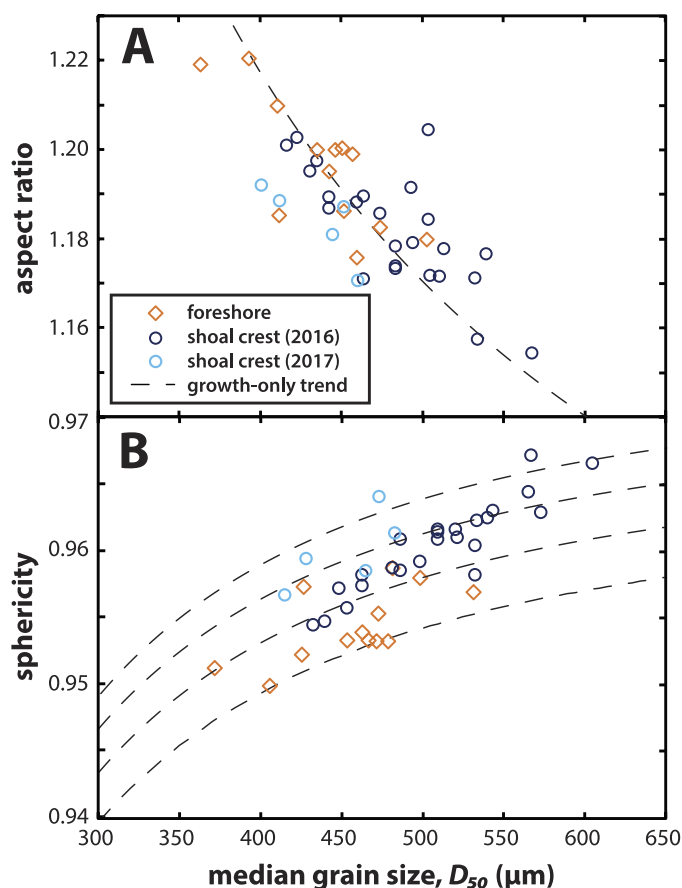 A
1.22
1.20
1.18
1.16
aspect ratio
foreshore
shoal crest (2016)
shoal crest (2017)
growth-only trend
B
0.97
0.96
0.95
0.94
sphericity
300 350 400 450 500 550 600 650
median grain size, D50 (μm)